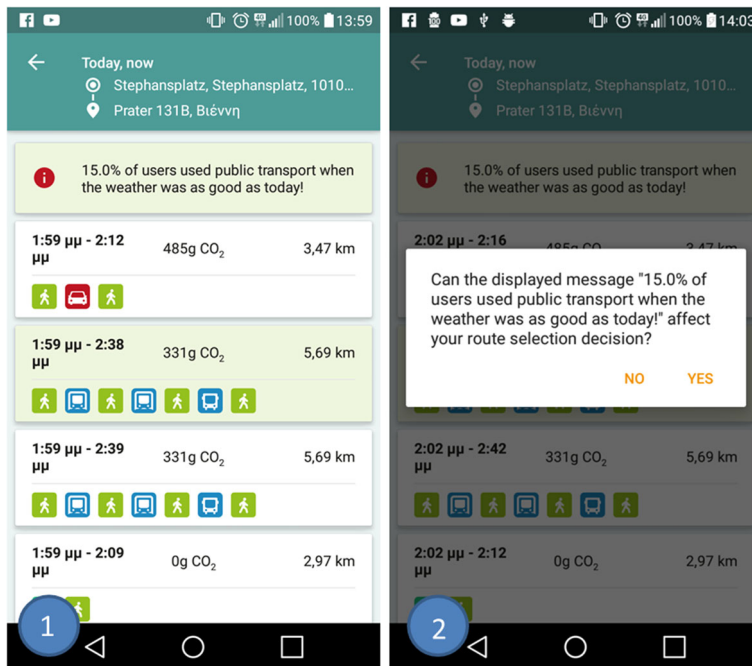 100% 13:59
Today, now
Stephansplatz, Stephansplatz, 1010...
Prater 131B, Βιέννη
15.0% of users used public transport when
the weather was as good as today!
1:59 μμ - 2:12
μμ
485g CO₂
3,47 km
1:59 μμ - 2:38
μμ
331g CO₂
5,69 km
1:59 μμ - 2:39
μμ
331g CO₂
5,69 km
1:59 μμ - 2:09
μμ
0g CO₂
2,97 km
1
100% 14:03
Today, now
Stephansplatz, Stephansplatz, 1010...
Prater 131B, Βιέννη
15.0% of users used public transport when
the weather was as good as today!
2:02 μμ - 2:16
485g CO
3,47 km
Can the displayed message "15.0% of
users used public transport when the
weather was as good as today!" affect
your route selection decision?
NO YES
2:02 μμ - 2:42
μμ
331g CO₂
5,69 km
2:02 μμ - 2:12
μμ
0g CO₂
2,97 km
2